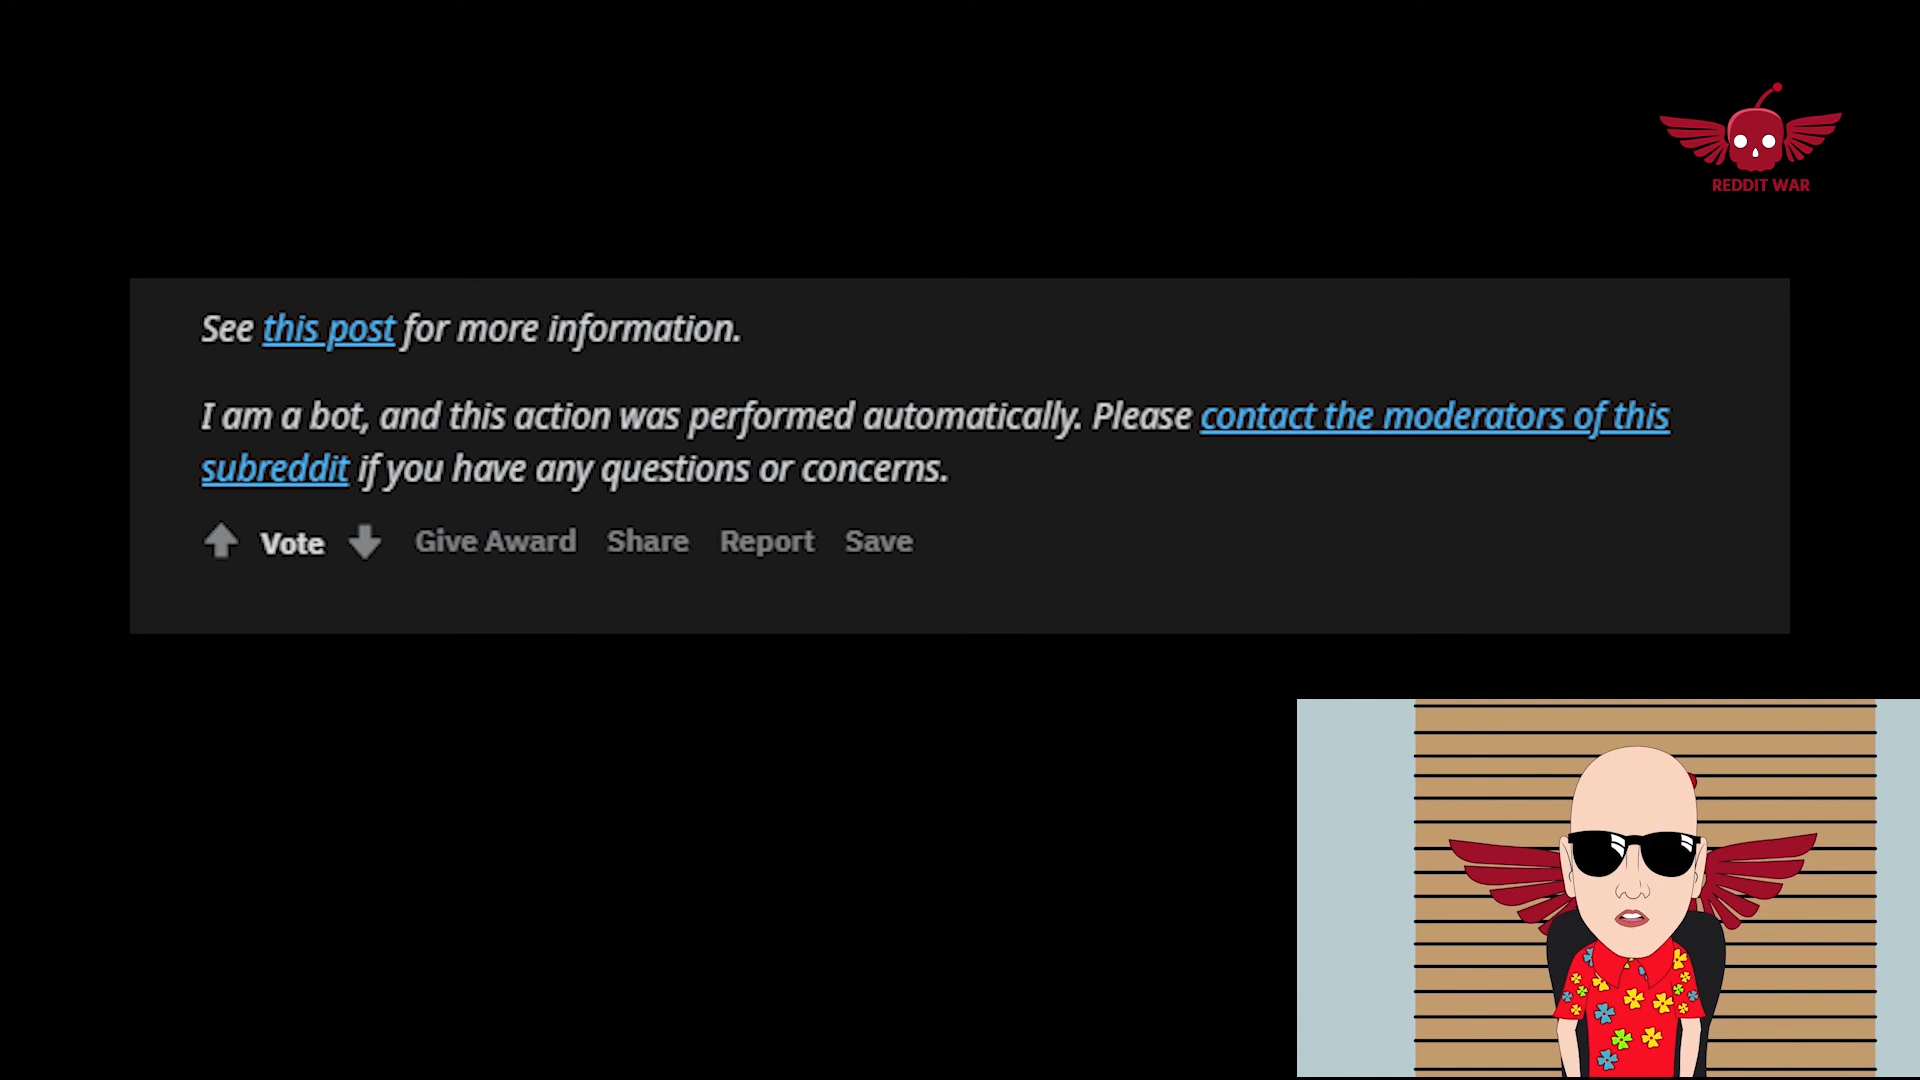 REDDIT WAR
See this post for more information.
I am a bot, and this action was performed automatically. Please contact the moderators of this
subreddit if you have any questions or concerns.
Vote Give Award Share Report Save